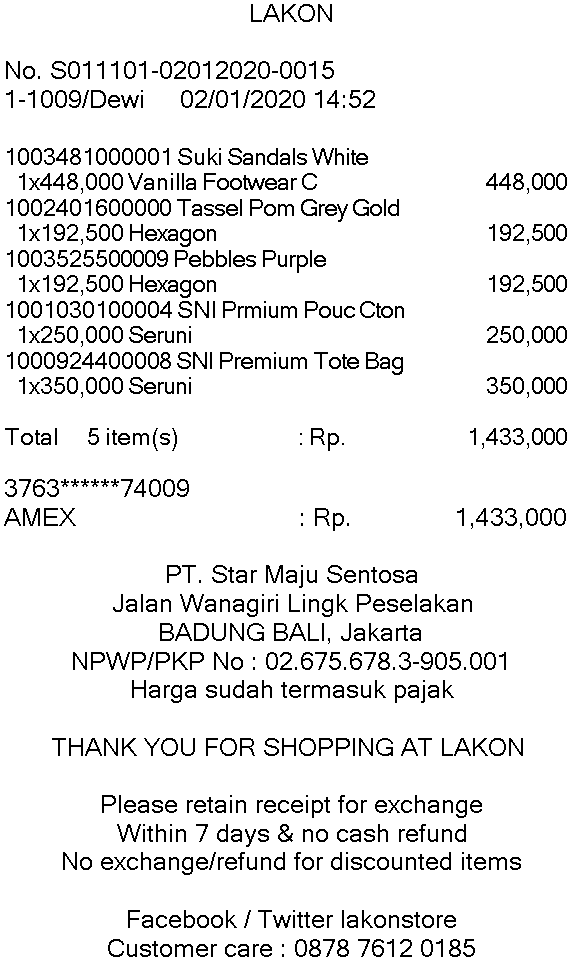 LAKON
No. S011101-02012020-0015
1-1009/Dewi 02/01/2020 14:52
1003481000001 Suki Sandals White
1x448,000 Vanilla Footwear C 448,000
1002401600000 Tassel Pom Grey Gold
1x192,500 Hexagon 192,500
1003525500009 Pebbles Purple
1x192,500 Hexagon 192,500
1001030100004 SNI Prmium Pouc Cton
1x250,000 Seruni 250,000
1000924400008 SNI Premium Tote Bag
1x350,000 Seruni 350,000
Total 5 item(s) : Rp. 1,433,000
3763******74009
AMEX : Rp. 1,433,000
PT. Star Maju Sentosa
Jalan Wanagiri Lingk Peselakan
BADUNG BALI, Jakarta
NPWP/PKP No : 02.675.678.3-905.001
Harga sudah termasuk pajak
THANK YOU FOR SHOPPING AT LAKON
Please retain receipt for exchange
Within 7 days & no cash refund
No exchange/refund for discounted items
Facebook / Twitter lakonstore
Customer care : 0878 7612 0185